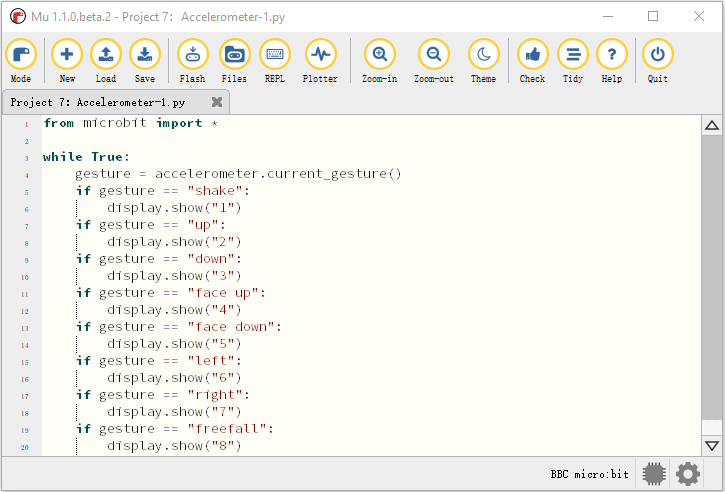 Mu 1.1.0.beta.2 - Project 7: Accelerometer-1.py
Mode New Load Save Flash Files REPL Plotter Zoom-in Zoom-out Theme Check Tidy Help Quit
Project 7: Accelerometer-1.py
1 from microbit import *
2
3 while True:
4 gesture = accelerometer.current_gesture()
5 if gesture == "shake":
6 display.show("1")
7 if gesture == "up":
8 display.show("2")
9 if gesture == "down":
10 display.show("3")
11 if gesture == "face up":
12 display.show("4")
13 if gesture == "face down":
14 display.show("5")
15 if gesture == "left":
16 display.show("6")
17 if gesture == "right":
18 display.show("7")
19 if gesture == "freefall":
20 display.show("8")
BBC micro:bit